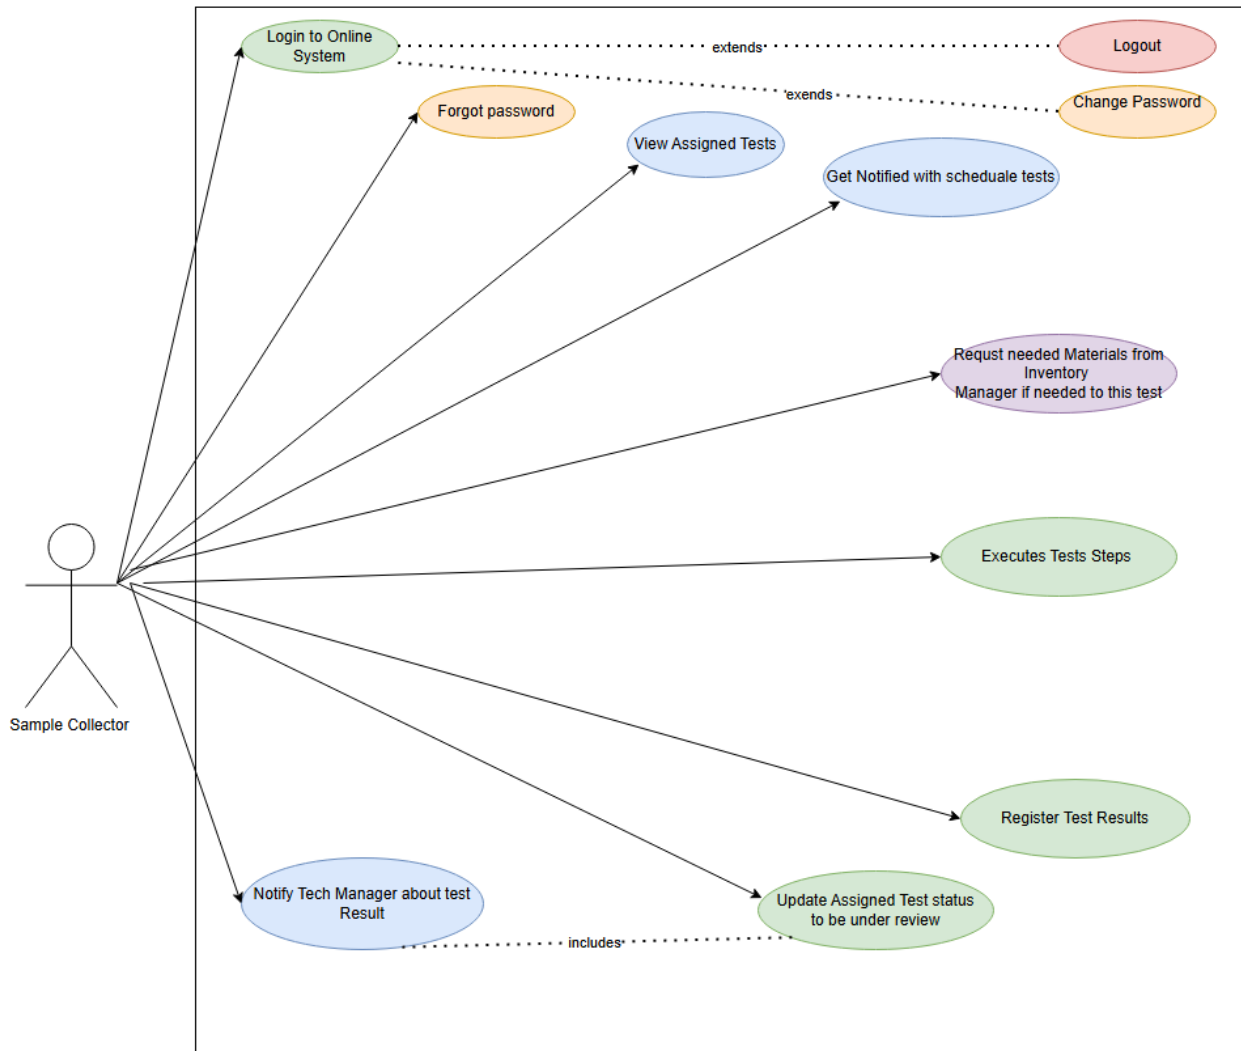 Login to Online
System
extends
Logout
Forgot password
exends
Change Password
View Assigned Tests
Get Notified with scheduale tests
Requst needed Materials from
Inventory
Manager if needed to this test
Executes Tests Steps
Sample Collector
Register Test Results
Notify Tech Manager about test
Result
includes
Update Assigned Test status
to be under review